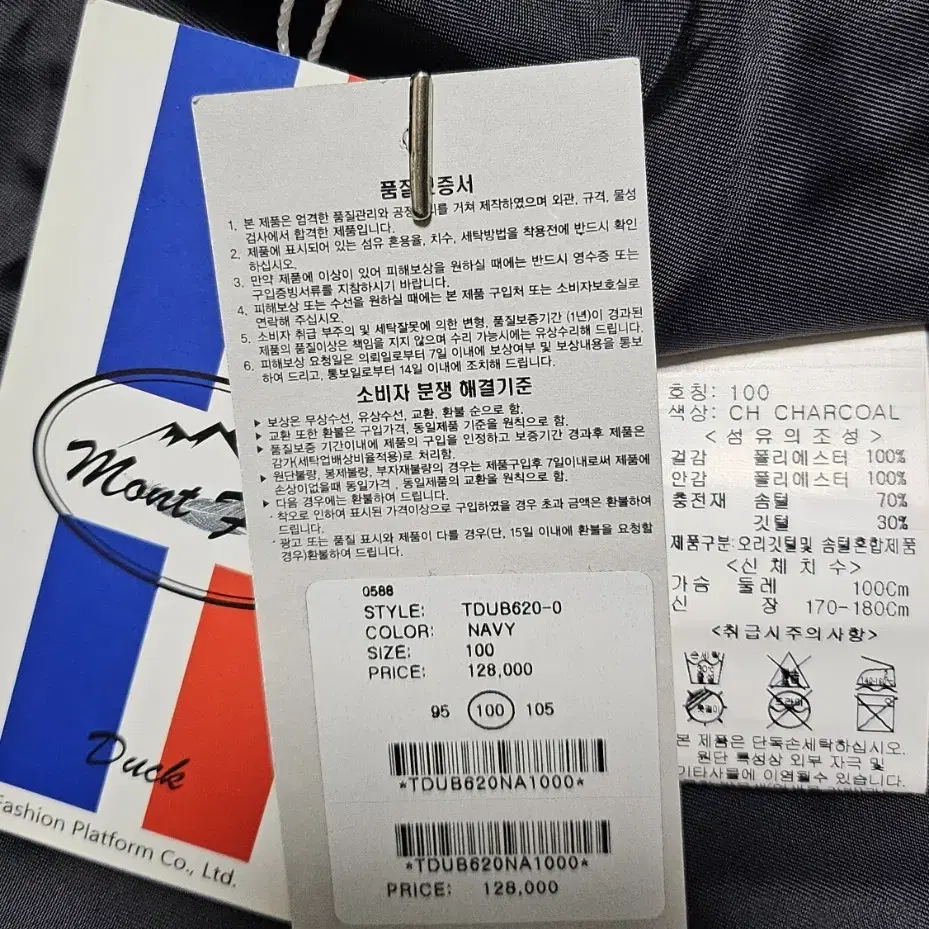 Mont
Duck
Fashion Platform Co., Ltd.
품질보증서
1. 본 제품은 엄격한 품질관리와 공정 를 거쳐 제작하였으며 외관, 규격, 물성
검사에서 합격한 제품입니다.
2. 제품에 표시되어 있는 섬유 혼용율, 치수, 세탁방법을 착용전에 반드시 확인
하십시오.
3. 만약 제품에 이상이 있어 피해보상을 원하실 때에는 반드시 영수증 또는
구입증빙서류를 지참하시기 바랍니다.
4. 피해보상 또는 수선을 원하실 때에는 본 제품 구입처 또는 소비자보호실로
연락해 주십시오.
5. 소비자 취급 부주의 및 세탁잘못에 의한 변형, 품질보증기간 (1년)이 경과된
제품의 품질이상은 책임을 지지 않으며 수리 가능시에는 유상수리해 드립니다.
6. 피해보상 요청일은 의뢰일로부터 7일 이내에 보상여부 및 보상내용을 통보
하여 드리고, 통보일로부터 14일 이내에 조치해 드립니다.
소비자 분쟁 해결기준
▶ 보상은 무상수선, 유상수선, 교환, 환불 순으로 함.
▶ 교환 또한 환불은 구입가격, 동일제품 기준을 원칙으로 함.
▶ 품질보증 기간이내에 제품의 구입을 인정하고 보증기간 경과후 제품은
감가(세탁업배상비율적용)로 처리함.
▶ 원단불량, 봉제불량, 부자재불량의 경우는 제품구입후 7일이내로써 제품에
손상이없을때 동일가격, 동일제품의 교환을 원칙으로 함.
▶ 다음 경우에는 환불하여 드립니다.
· 착오로 인하여 표시된 가격이상으로 구입하였을 경우 초과 금액은 환불하여
드립니다.
· 광고 또는 품질 표시와 제품이 다를 경우(단, 15일 이내에 환불을 요청할
경우)환불하여 드립니다.
0588
STYLE: TDUB620-0
COLOR: NAVY
SIZE: 100
PRICE: 128,000
95 100 105
*TDUB620NA1000*
*TDUB620NA1000*
PRICE: 128,000
호칭: 100
색상: CH CHARCOAL
<섬유의조성>
겉감 폴리에스터 100%
안감 폴리에스터 100%
충전재 솜털 70%
깃털 30%
제품구분:오리깃털및 솜털혼합제품
<신체치수>
가슴 둘레 100Cm
신 장 170-180Cm
<취급시주의사항>
손세탁
140-160℃
드라이
본 제품은 단독손세탁하십시오.
원단 특성상 외부 자극 및
기타사물에 이염될수 있습니다.